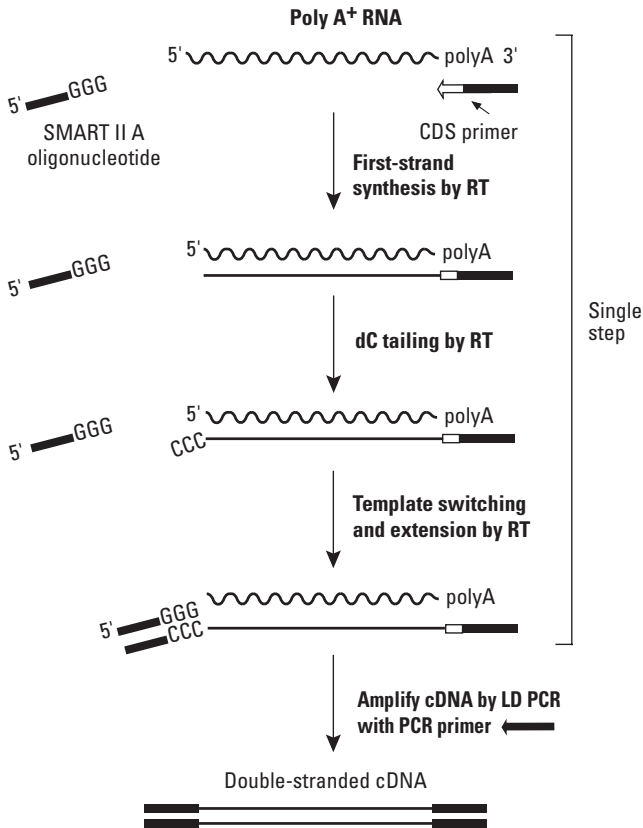 Poly A+ RNA
5' polyA 3'
5' GGG
SMART II A
oligonucleotide
CDS primer
First-strand
synthesis by RT
5' polyA
5' GGG
Single
step
dC tailing by RT
5' polyA
5' GGG
CCC
Template switching
and extension by RT
polyA
5' GGG
CCC
Amplify cDNA by LD PCR
with PCR primer
Double-stranded cDNA